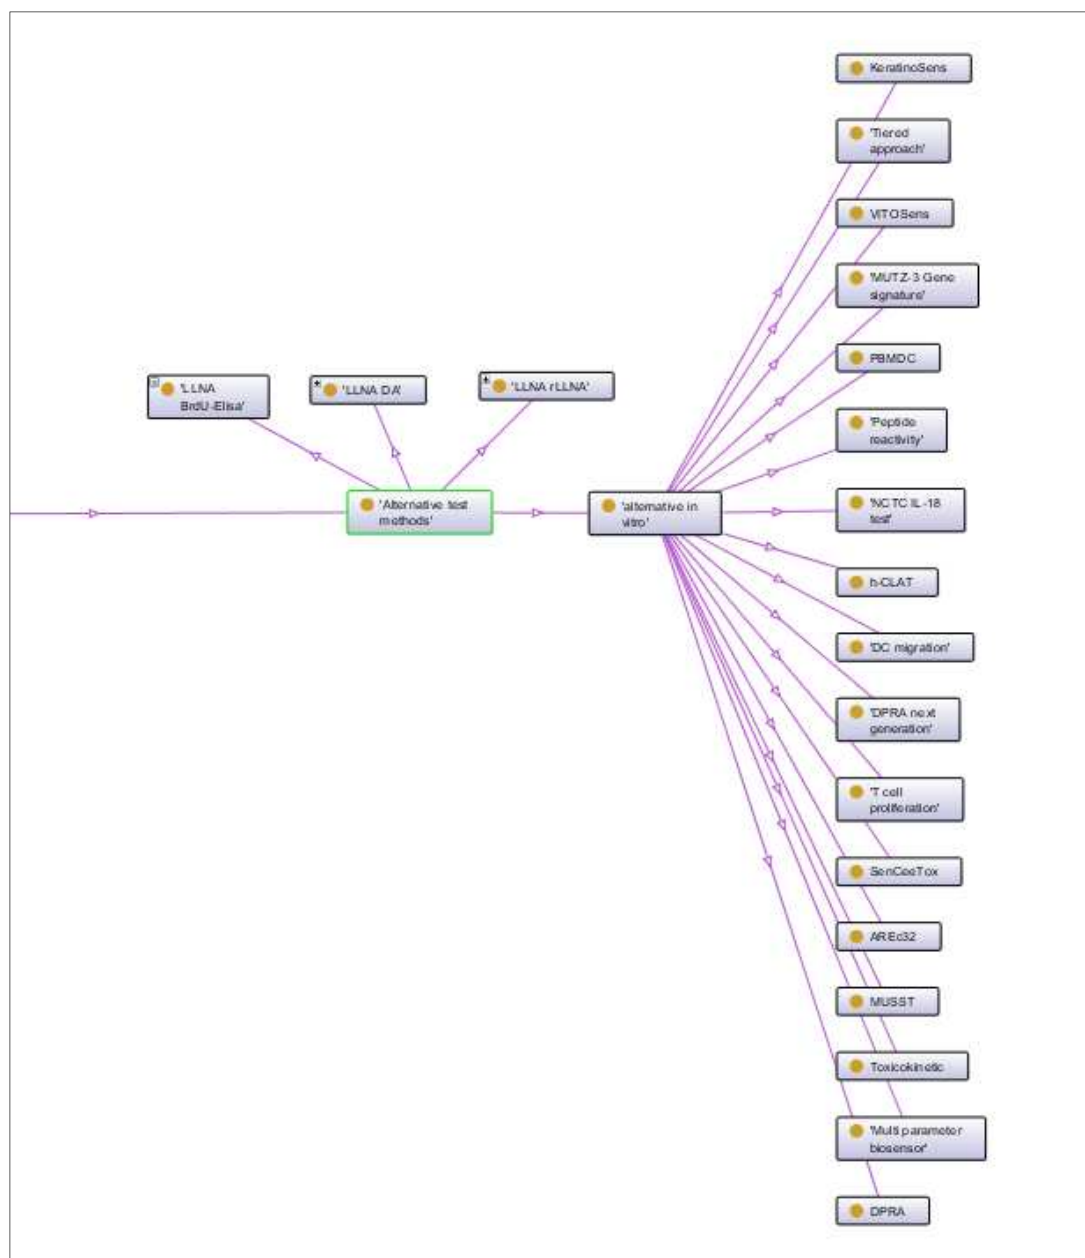 KeratinoSens
'Tiered
approach'
VITOSens
'MUTZ-3 Gene
signature'
PBMDC
'LLNA
BrdU-Elisa'
'LLNA DA'
'LLNA rLLNA'
'Peptide
reactivity'
'Alternative test
methods'
'alternative in
vitro'
'NCTC IL-18
test'
h-CLAT
'DC migration'
'DPRA next
generation'
'T cell
proliferation'
SenCeeTox
AREc32
MUSST
Toxicokinetic
'Multi parameter
biosensor'
DPRA